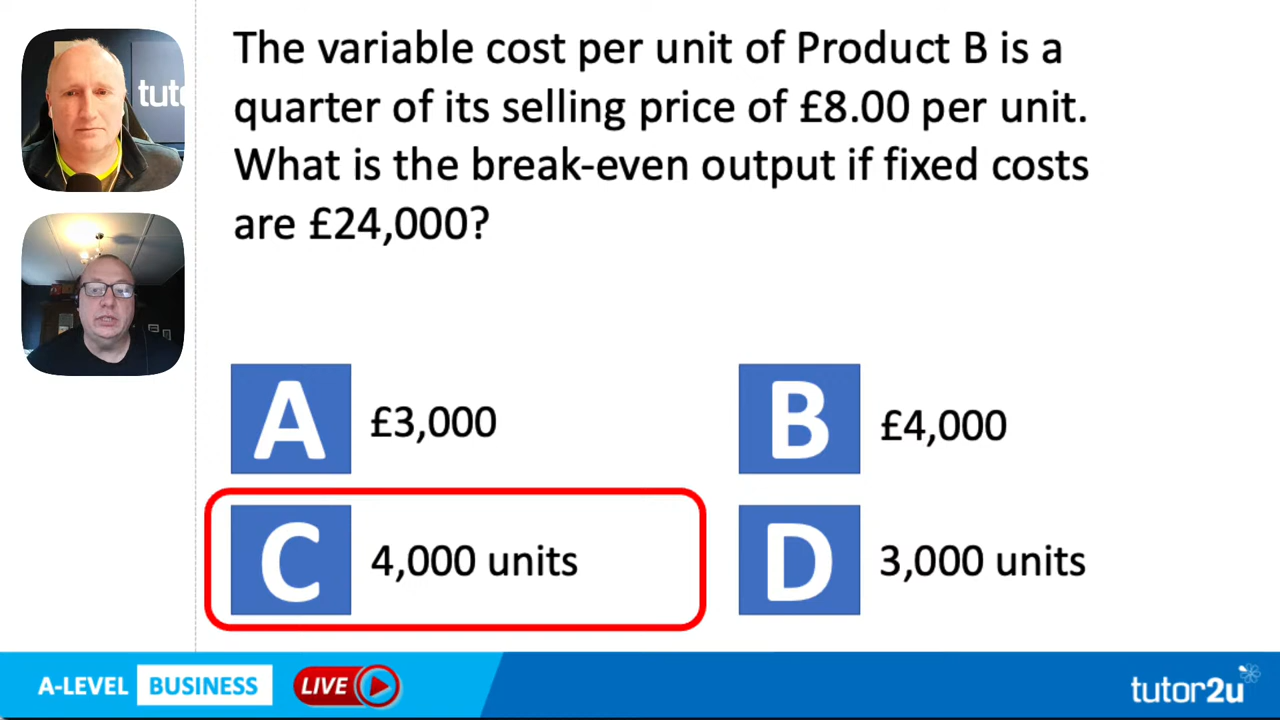 tuto
The variable cost per unit of Product B is a
quarter of its selling price of £8.00 per unit.
What is the break-even output if fixed costs
are £24,000?
A £3,000
B £4,000
C 4,000 units
D 3,000 units
A-LEVEL BUSINESS LIVE
tutor2u